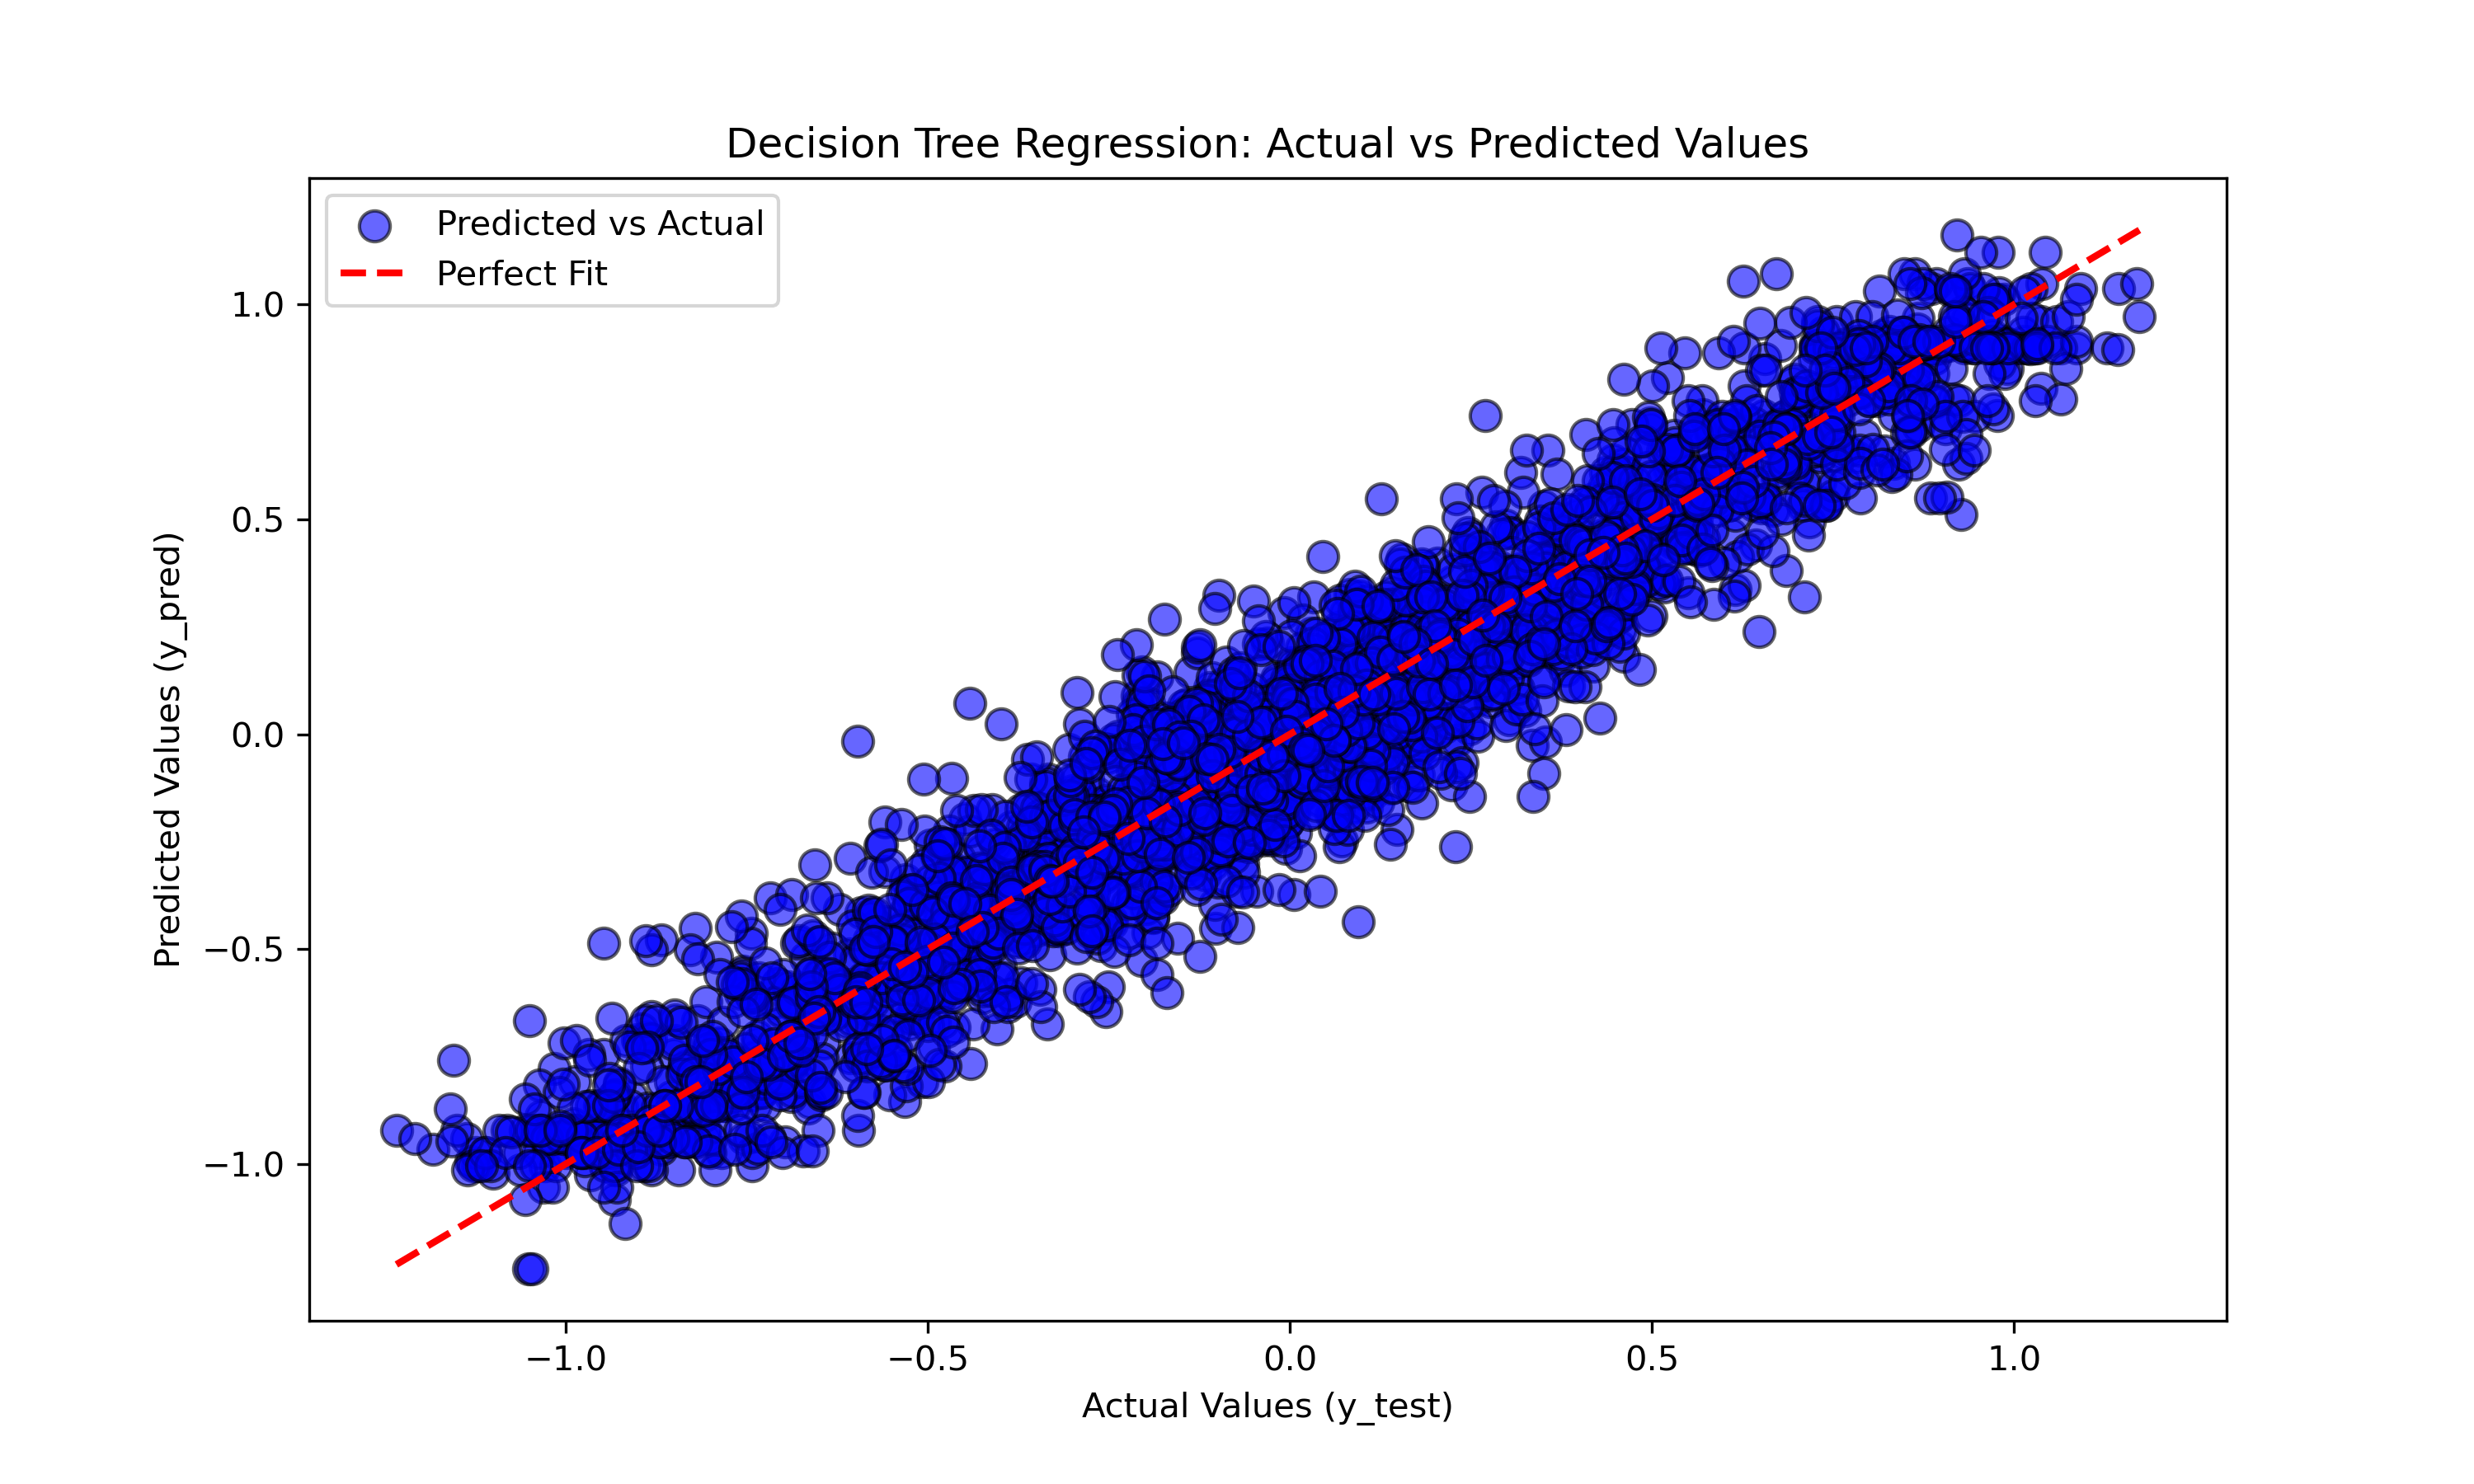 Decision Tree Regression: Actual vs Predicted Values
Predicted vs Actual
Perfect Fit
1.0
0.5
0.0
−0.5
−1.0
Predicted Values (y_pred)
−1.0
−0.5
0.0
0.5
1.0
Actual Values (y_test)